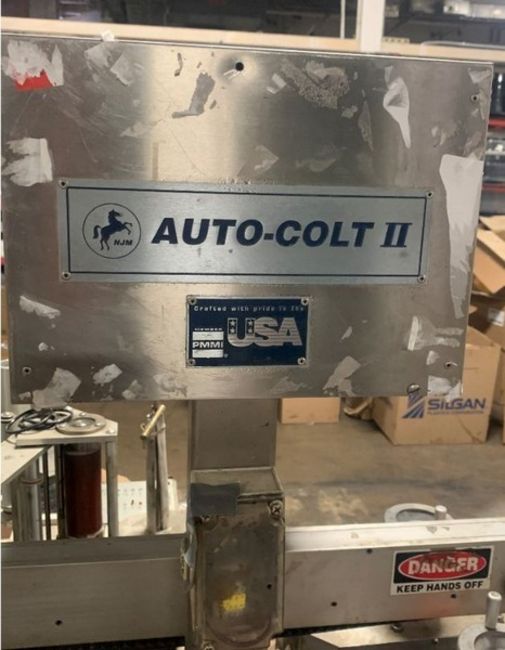 NJM
AUTO-COLT II
Crafted with pride in the
MEMBER
PMMI
USA
SILGAN
DANGER
KEEP HANDS OFF